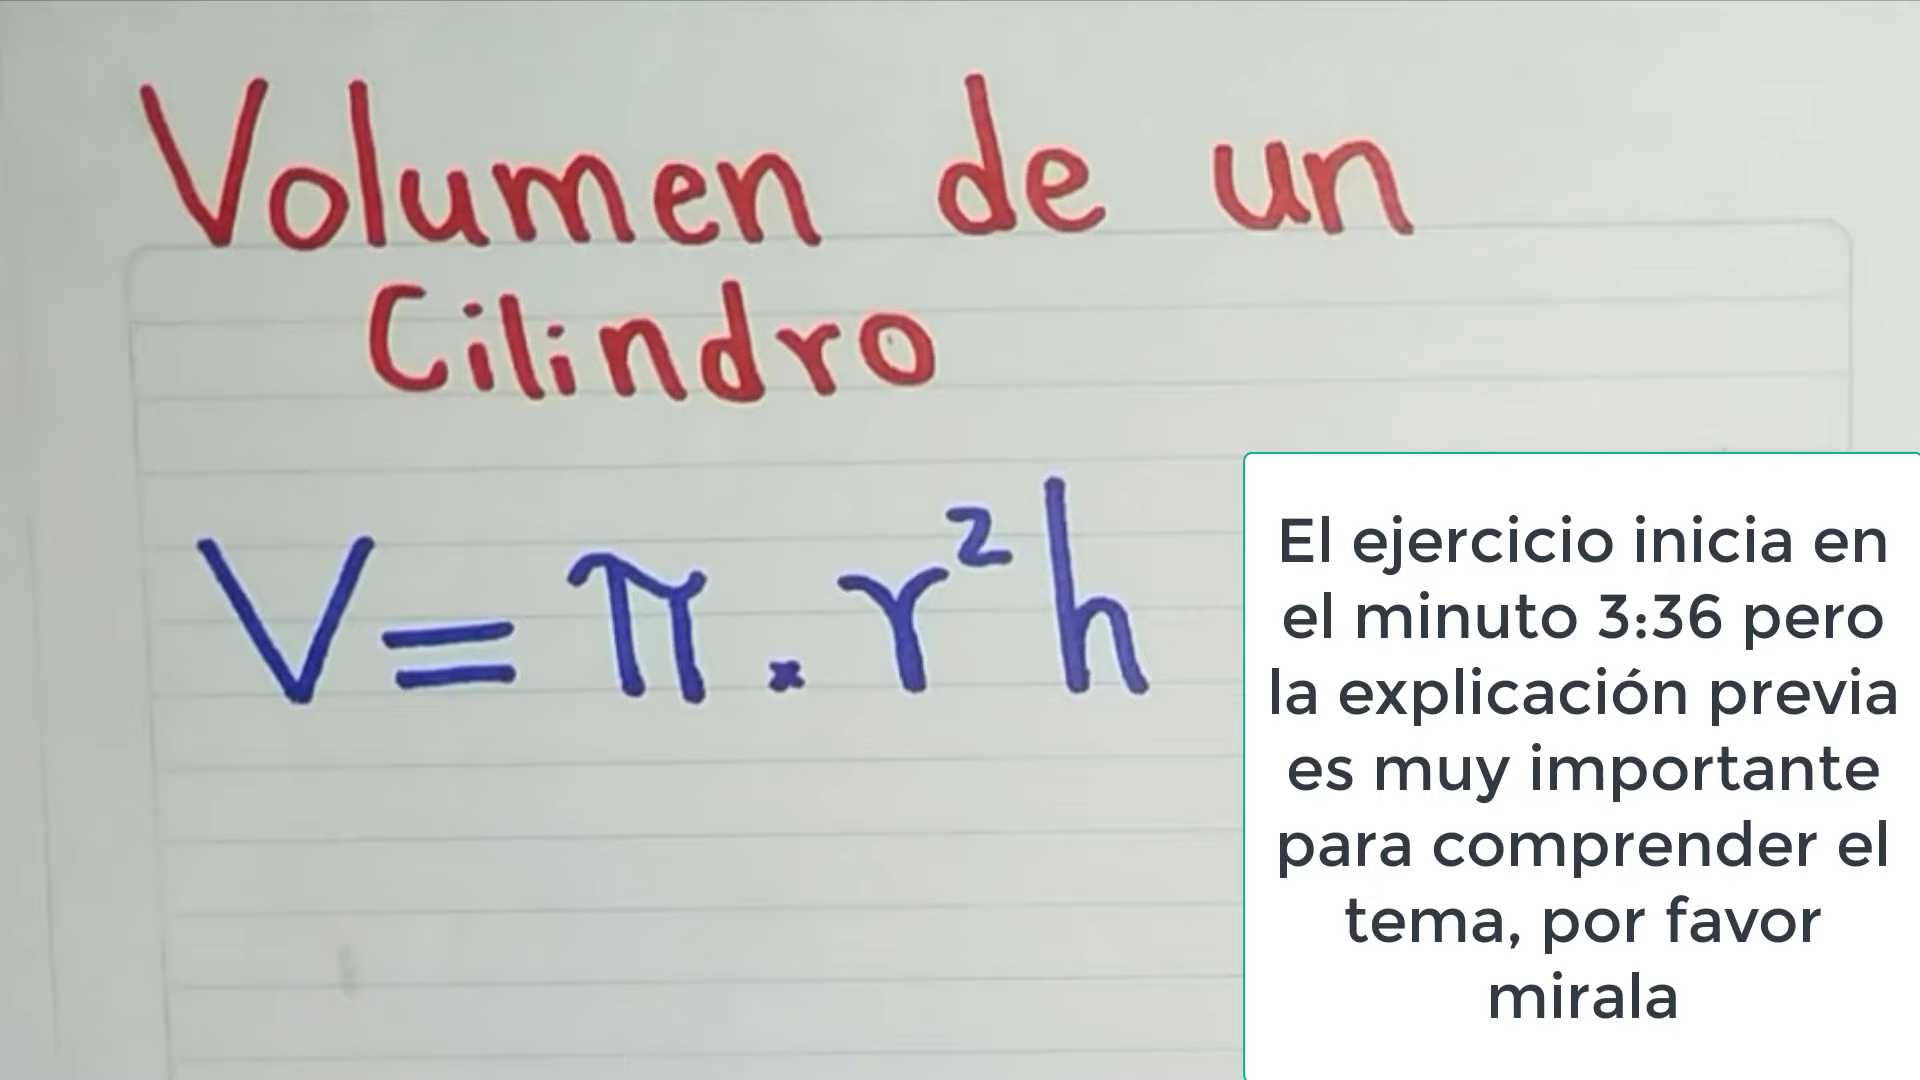 Volumen de un
Cilindro
V = π . r² h
El ejercicio inicia en
el minuto 3:36 pero
la explicación previa
es muy importante
para comprender el
tema, por favor
mirala